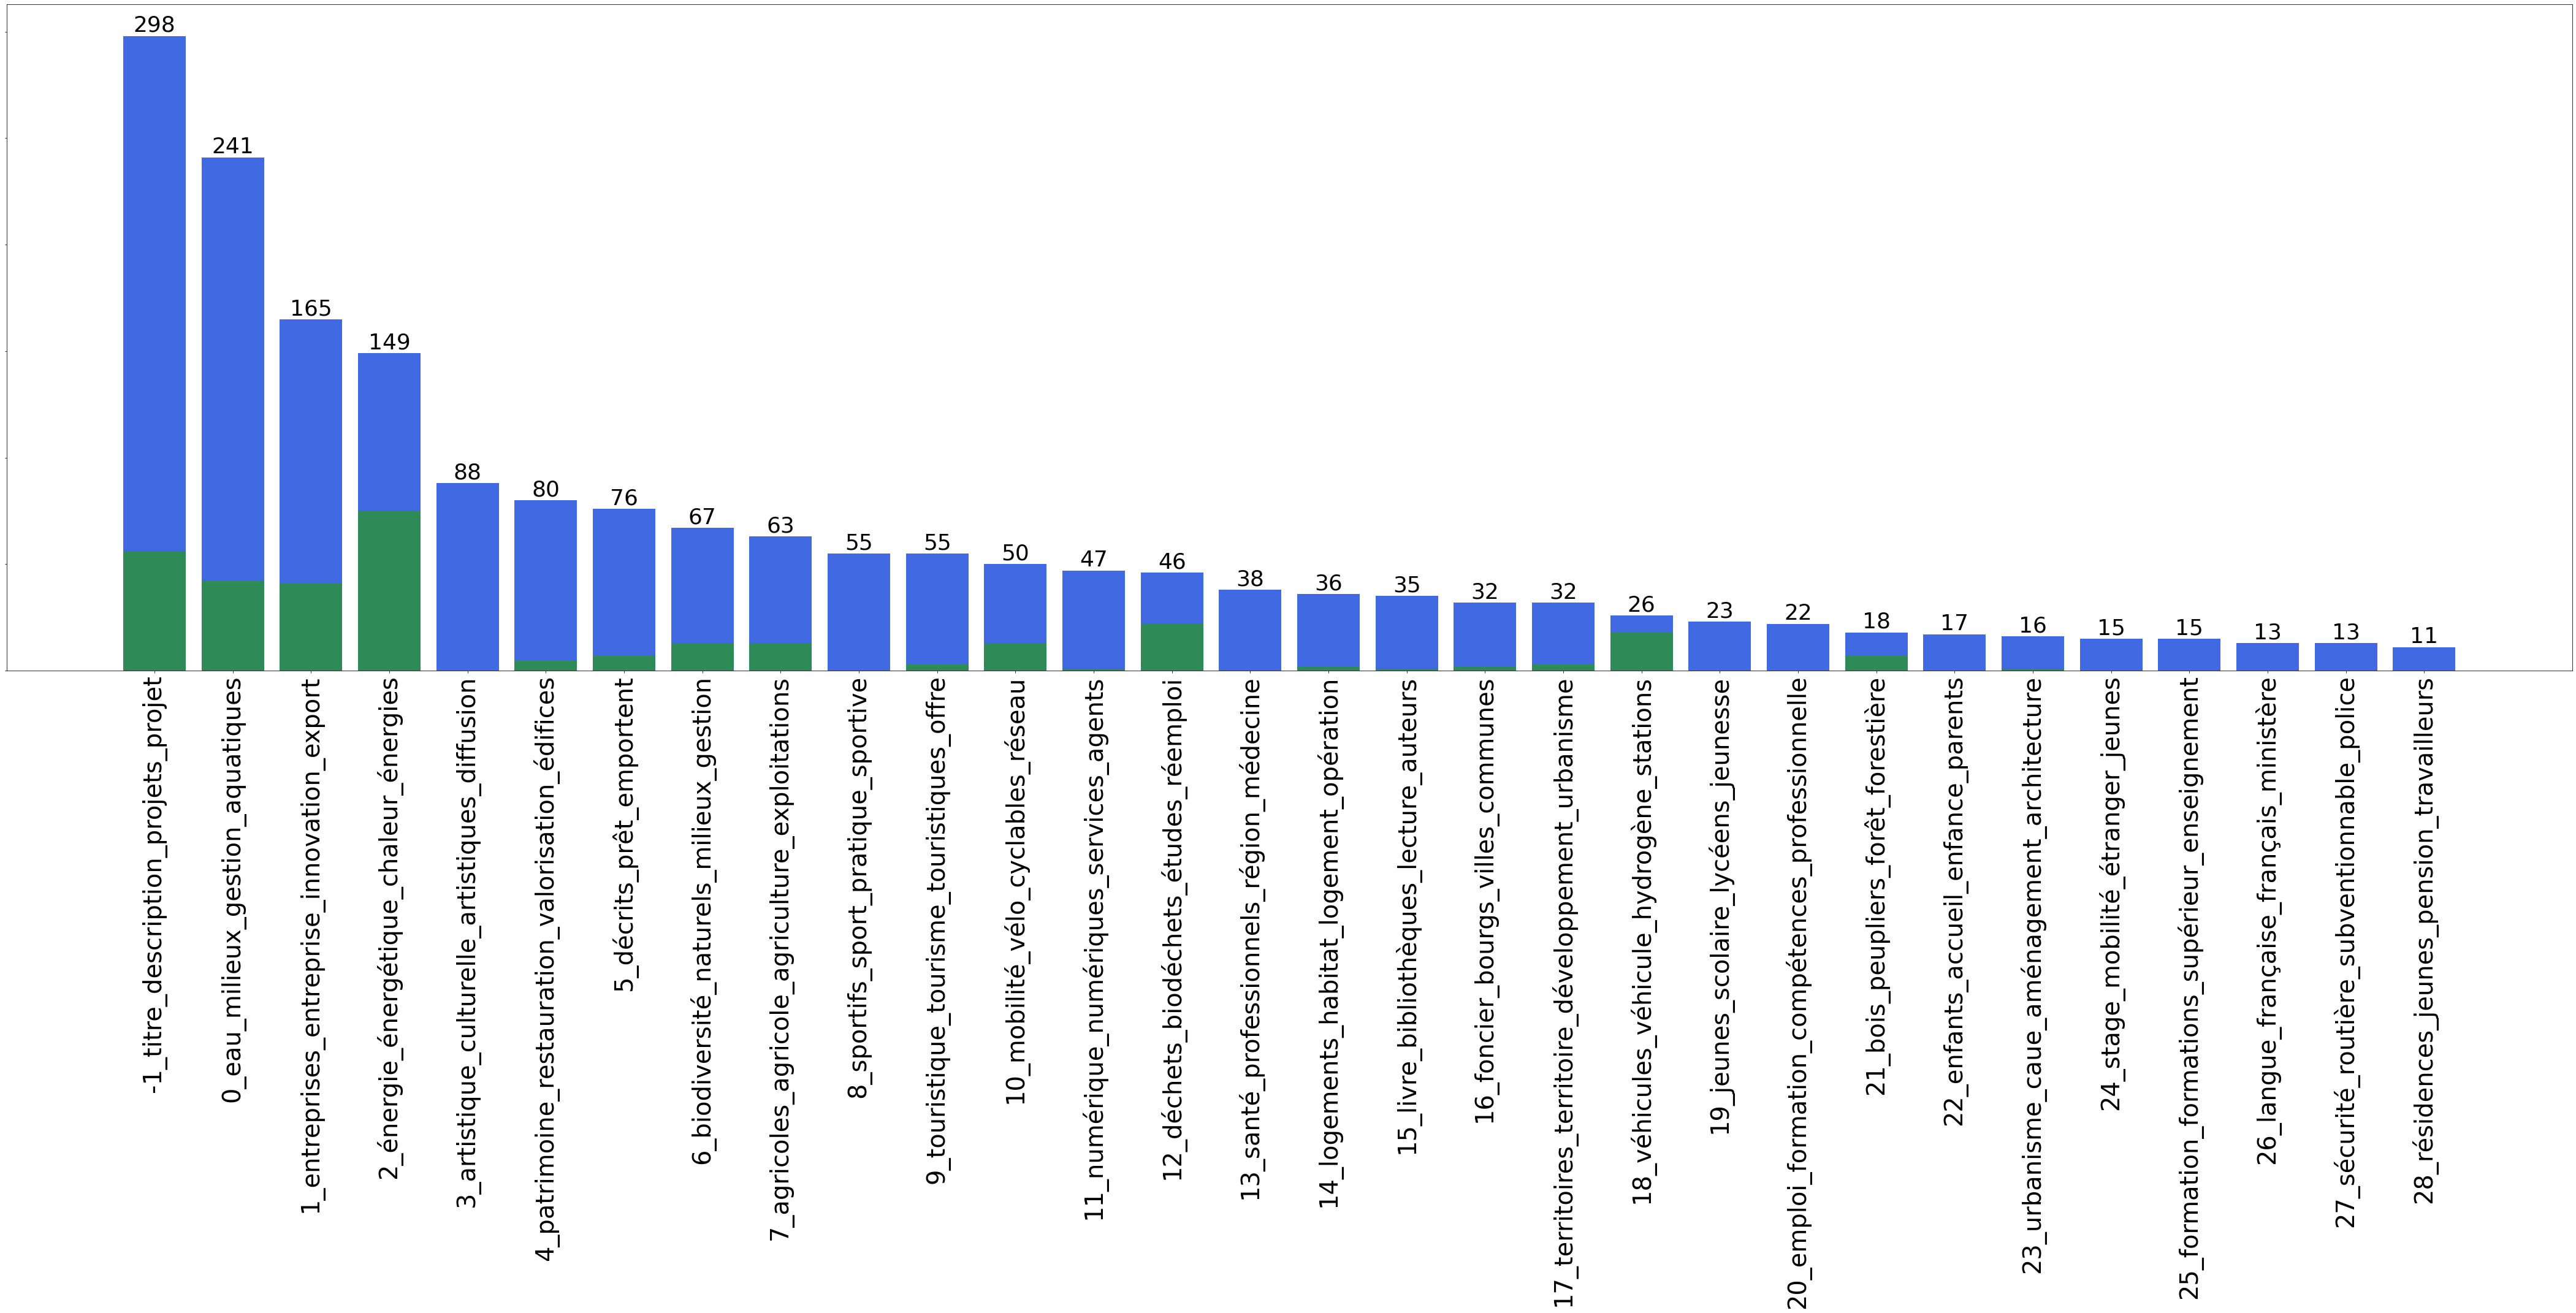 298
241
165
149
88
80
76
67
63
55
55
50
47
46
38
36
35
32
32
26
23
22
18
17
16
15
15
13
13
11
-1_titre_description_projets_projet
0_eau_milieux_gestion_aquatiques
1_entreprises_entreprise_innovation_export
2_énergie_énergétique_chaleur_énergies
3_artistique_culturelle_artistiques_diffusion
4_patrimoine_restauration_valorisation_édifices
5_décrits_prêt_emportent
6_biodiversité_naturels_milieux_gestion
7_agricoles_agricole_agriculture_exploitations
8_sportifs_sport_pratique_sportive
9_touristique_tourisme_touristiques_offre
10_mobilité_vélo_cyclables_réseau
11_numérique_numériques_services_agents
12_déchets_biodéchets_études_réemploi
13_santé_professionnels_région_médecine
14_logements_habitat_logement_opération
15_livre_bibliothèques_lecture_auteurs
16_foncier_bourgs_villes_communes
17_territoires_territoire_développement_urbanisme
18_véhicules_véhicule_hydrogène_stations
19_jeunes_scolaire_lycéens_jeunesse
20_emploi_formation_compétences_professionnelle
21_bois_peupliers_forêt_forestière
22_enfants_accueil_enfance_parents
23_urbanisme_caue_aménagement_architecture
24_stage_mobilité_étranger_jeunes
25_formation_formations_supérieur_enseignement
26_langue_française_français_ministère
27_sécurité_routière_subventionnable_police
28_résidences_jeunes_pension_travailleurs